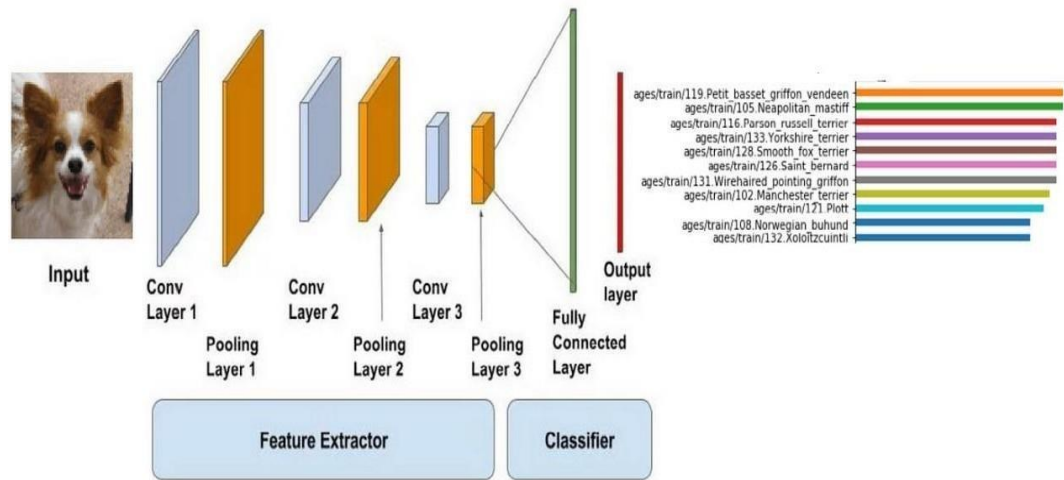 Input
Conv
Layer 1
Pooling
Layer 1
Conv
Layer 2
Pooling
Layer 2
Conv
Layer 3
Pooling
Layer 3
Fully
Connected
Layer
Output
layer
ages/train/119.Petit_basset_griffon_vendeen
ages/train/105.Neapolitan_mastiff
ages/train/116.Parson_russell_terrier
ages/train/133.Yorkshire_terrier
ages/train/128.Smooth_fox_terrier
ages/train/126.Saint_bernard
ages/train/131.Wirehaired_pointing_griffon
ages/train/102.Manchester_terrier
ages/train/121.Plott
ages/train/108.Norwegian_buhund
ages/train/132.Xoloitzcuintli
Feature Extractor
Classifier